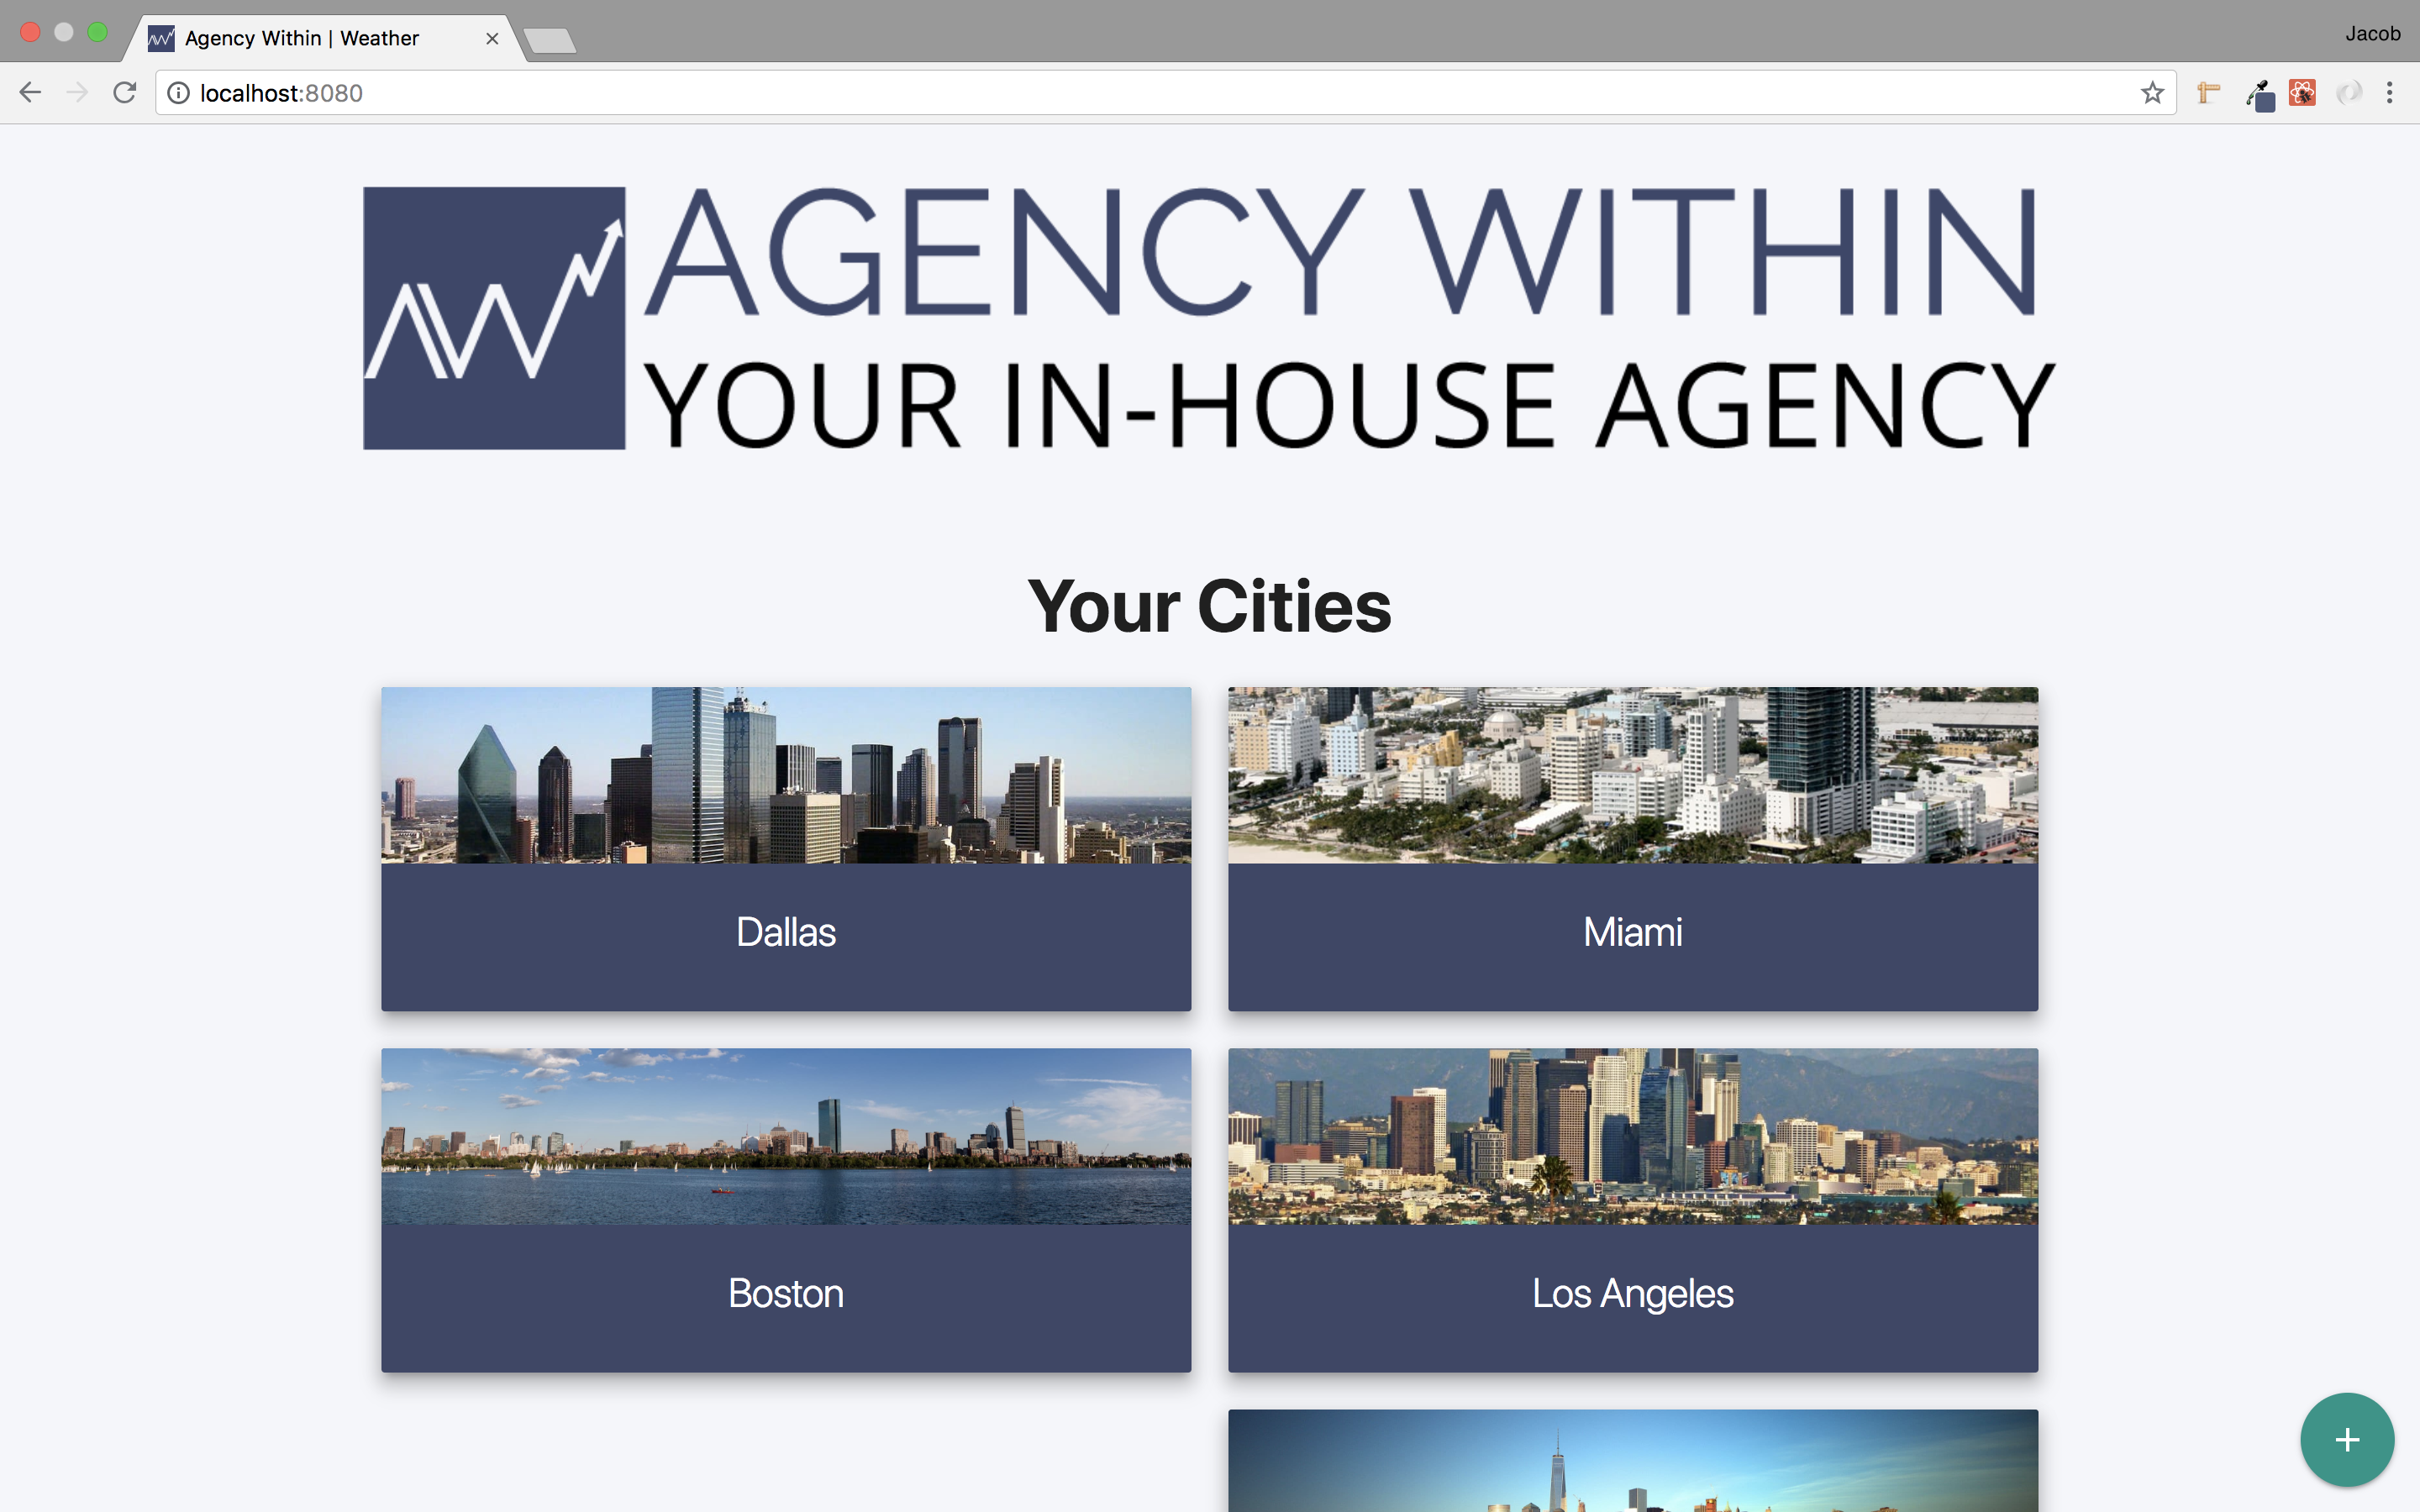 Agency Within | Weather
Jacob
localhost:8080
AW
AGENCY WITHIN
YOUR IN-HOUSE AGENCY
Your Cities
Dallas
Miami
Boston
Los Angeles